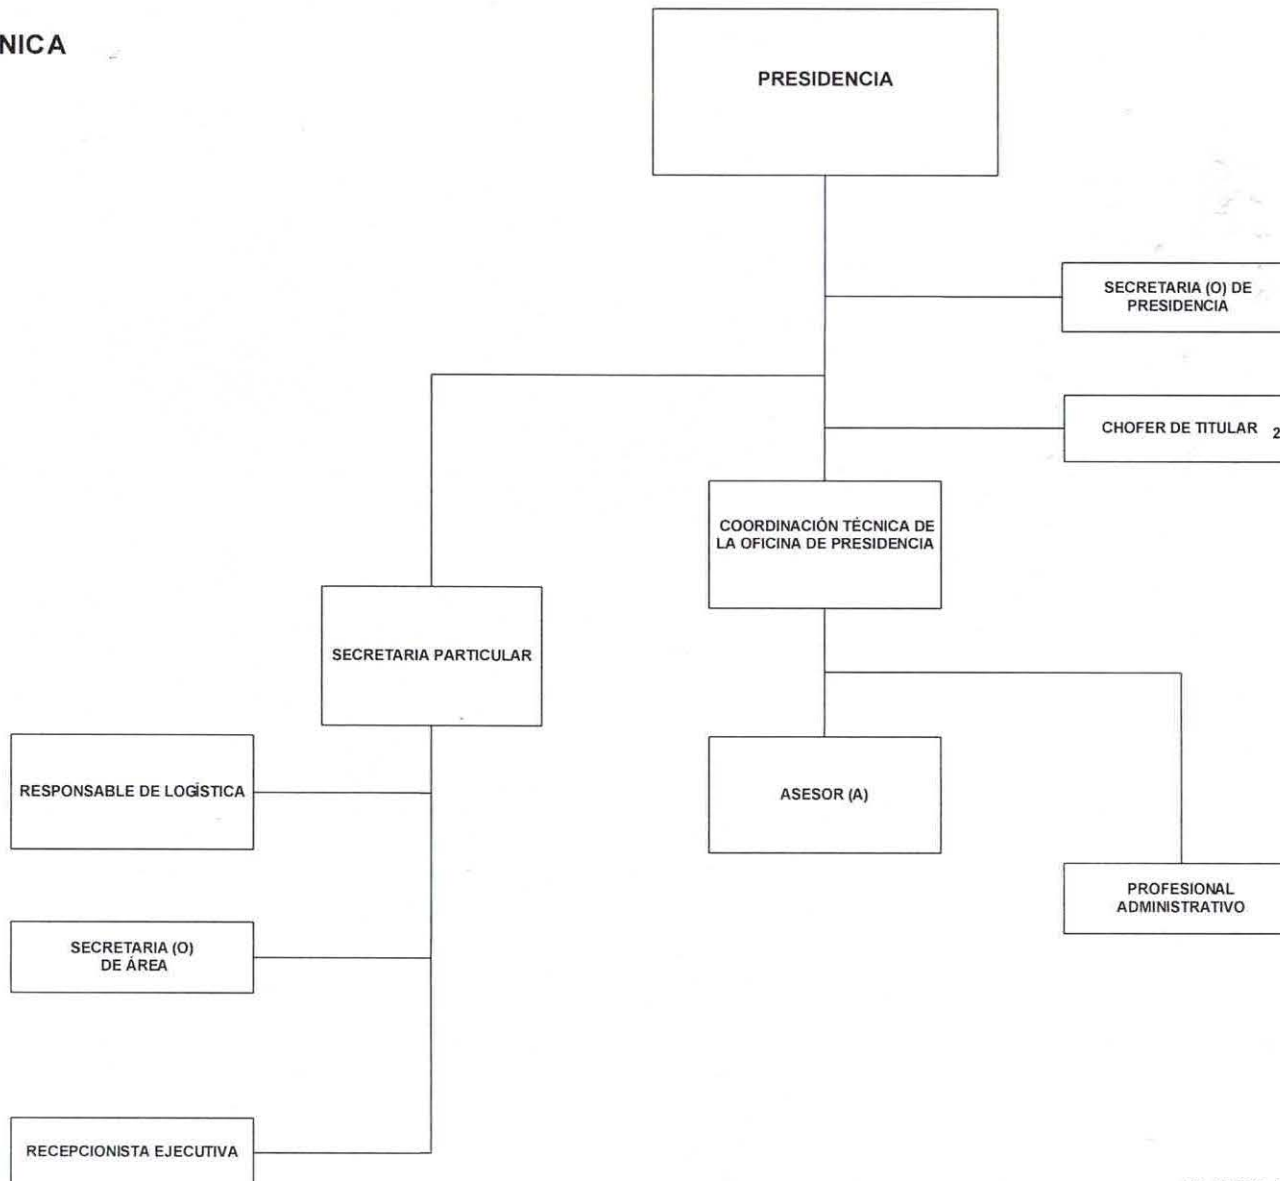 NICA
PRESIDENCIA
SECRETARIA (O) DE
PRESIDENCIA
CHOFER DE TITULAR 2
COORDINACIÓN TÉCNICA DE
LA OFICINA DE PRESIDENCIA
SECRETARIA PARTICULAR
RESPONSABLE DE LOGÍSTICA
ASESOR (A)
PROFESIONAL
ADMINISTRATIVO
SECRETARIA (O)
DE ÁREA
RECEPCIONISTA EJECUTIVA